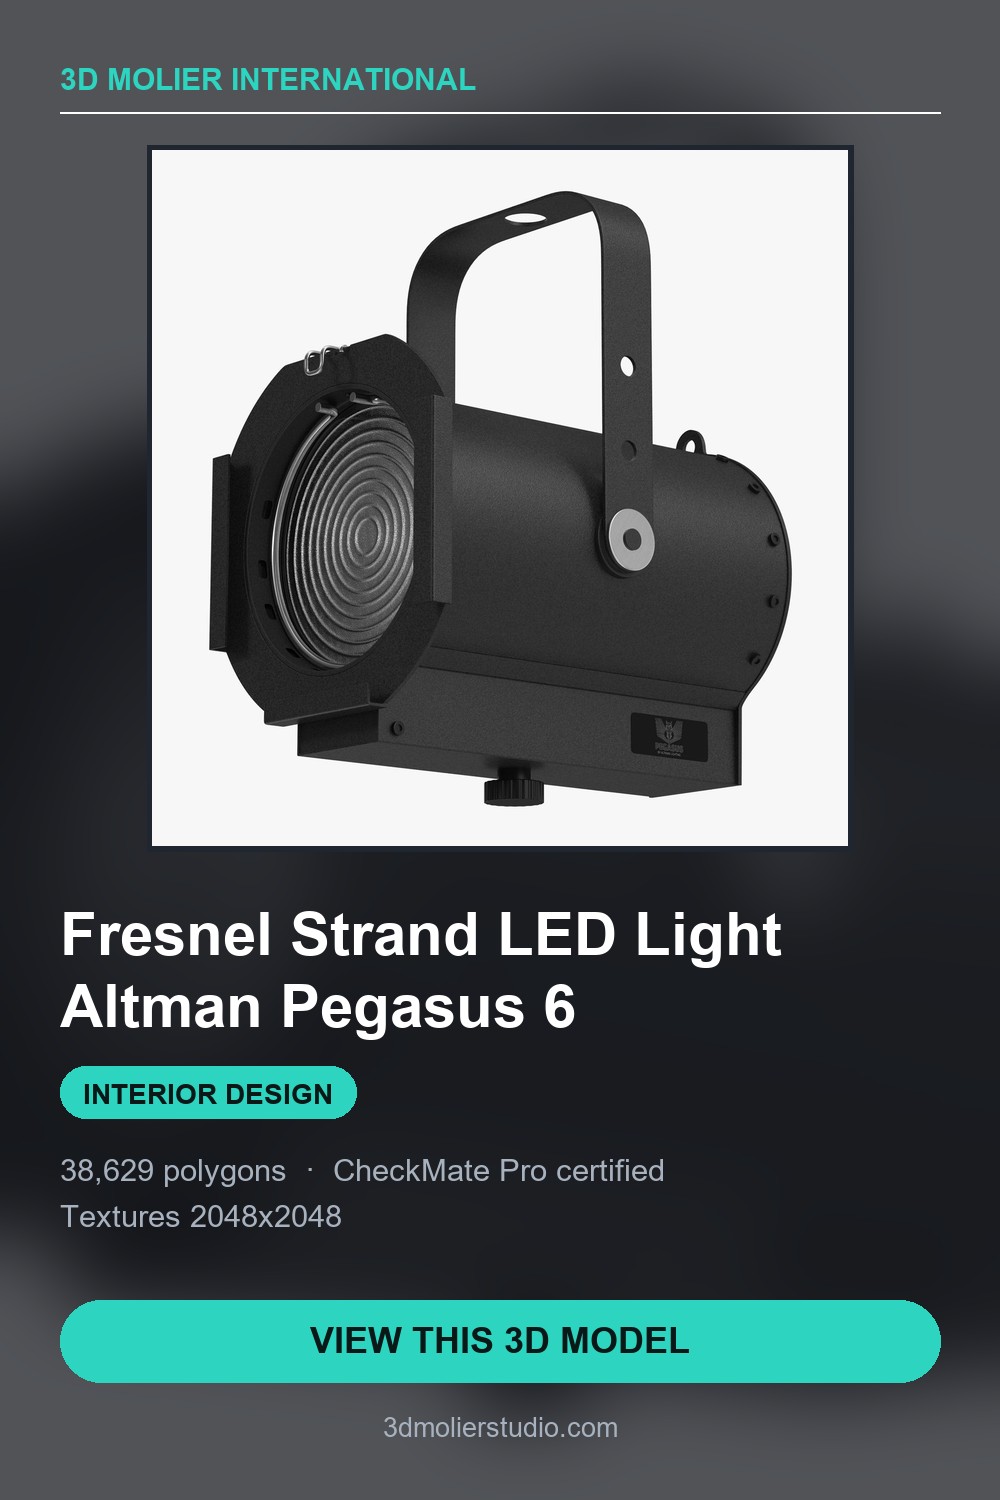 3D MOLIER INTERNATIONAL
PEGASUS
Fresnel Strand LED Light
Altman Pegasus 6
INTERIOR DESIGN
38,629 polygons · CheckMate Pro certified
Textures 2048x2048
VIEW THIS 3D MODEL
3dmolierstudio.com